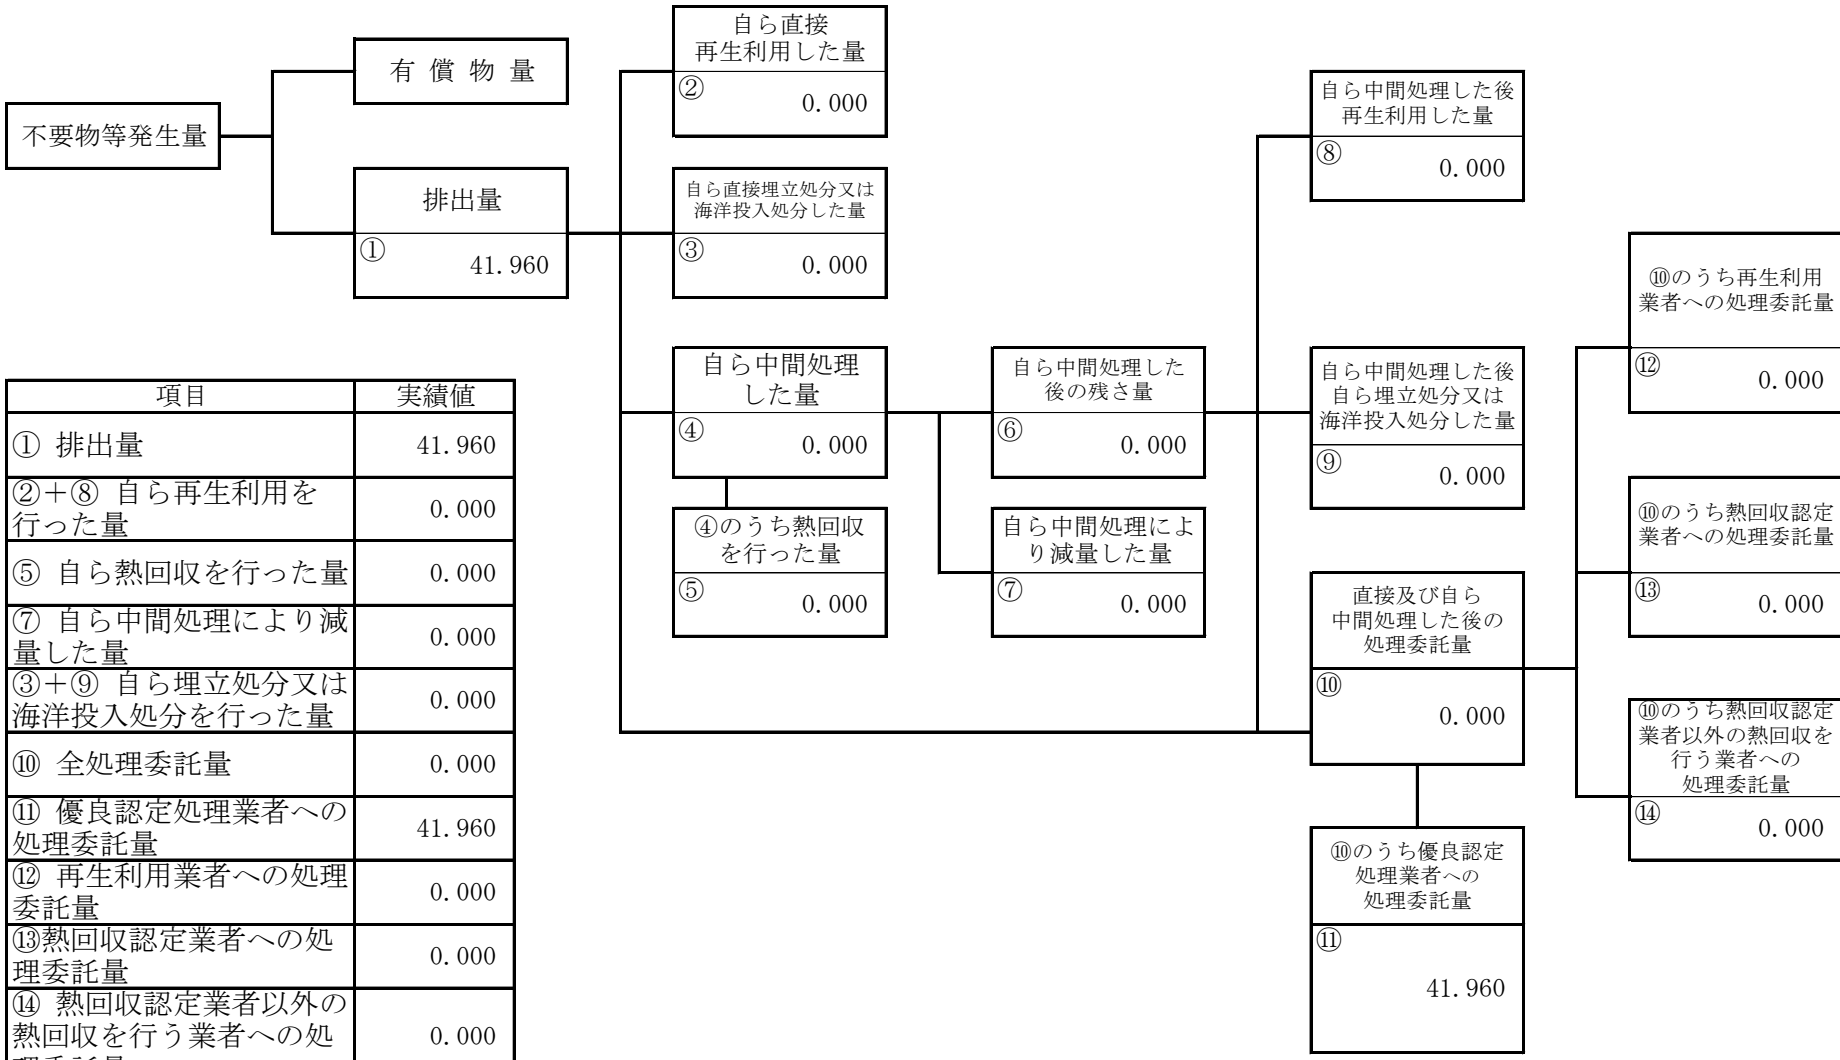 不要物等発生量
有 償 物 量
排出量
①
41.960
自ら直接
再生利用した量
②
0.000
自ら直接埋立処分又は
海洋投入処分した量
③
0.000
自ら中間処理
した量
④
0.000
④のうち熱回収
を行った量
⑤
0.000
自ら中間処理した
後の残さ量
⑥
0.000
自ら中間処理によ
り減量した量
⑦
0.000
自ら中間処理した後
再生利用した量
⑧
0.000
自ら中間処理した後
自ら埋立処分又は
海洋投入処分した量
⑨
0.000
直接及び自ら
中間処理した後の
処理委託量
⑩
0.000
⑩のうち優良認定
処理業者への
処理委託量
⑪
41.960
⑩のうち再生利用
業者への処理委託量
⑫
0.000
⑩のうち熱回収認定
業者への処理委託量
⑬
0.000
⑩のうち熱回収認定
業者以外の熱回収を
行う業者への
処理委託量
⑭
0.000
項目 実績値
① 排出量 41.960
②＋⑧ 自ら再生利用を
行った量 0.000
⑤ 自ら熱回収を行った量 0.000
⑦ 自ら中間処理により減
量した量 0.000
③＋⑨ 自ら埋立処分又は
海洋投入処分を行った量 0.000
⑩ 全処理委託量 0.000
⑪ 優良認定処理業者への
処理委託量 41.960
⑫ 再生利用業者への処理
委託量 0.000
⑬熱回収認定業者への処
理委託量 0.000
⑭ 熱回収認定業者以外の
熱回収を行う業者への処 0.000